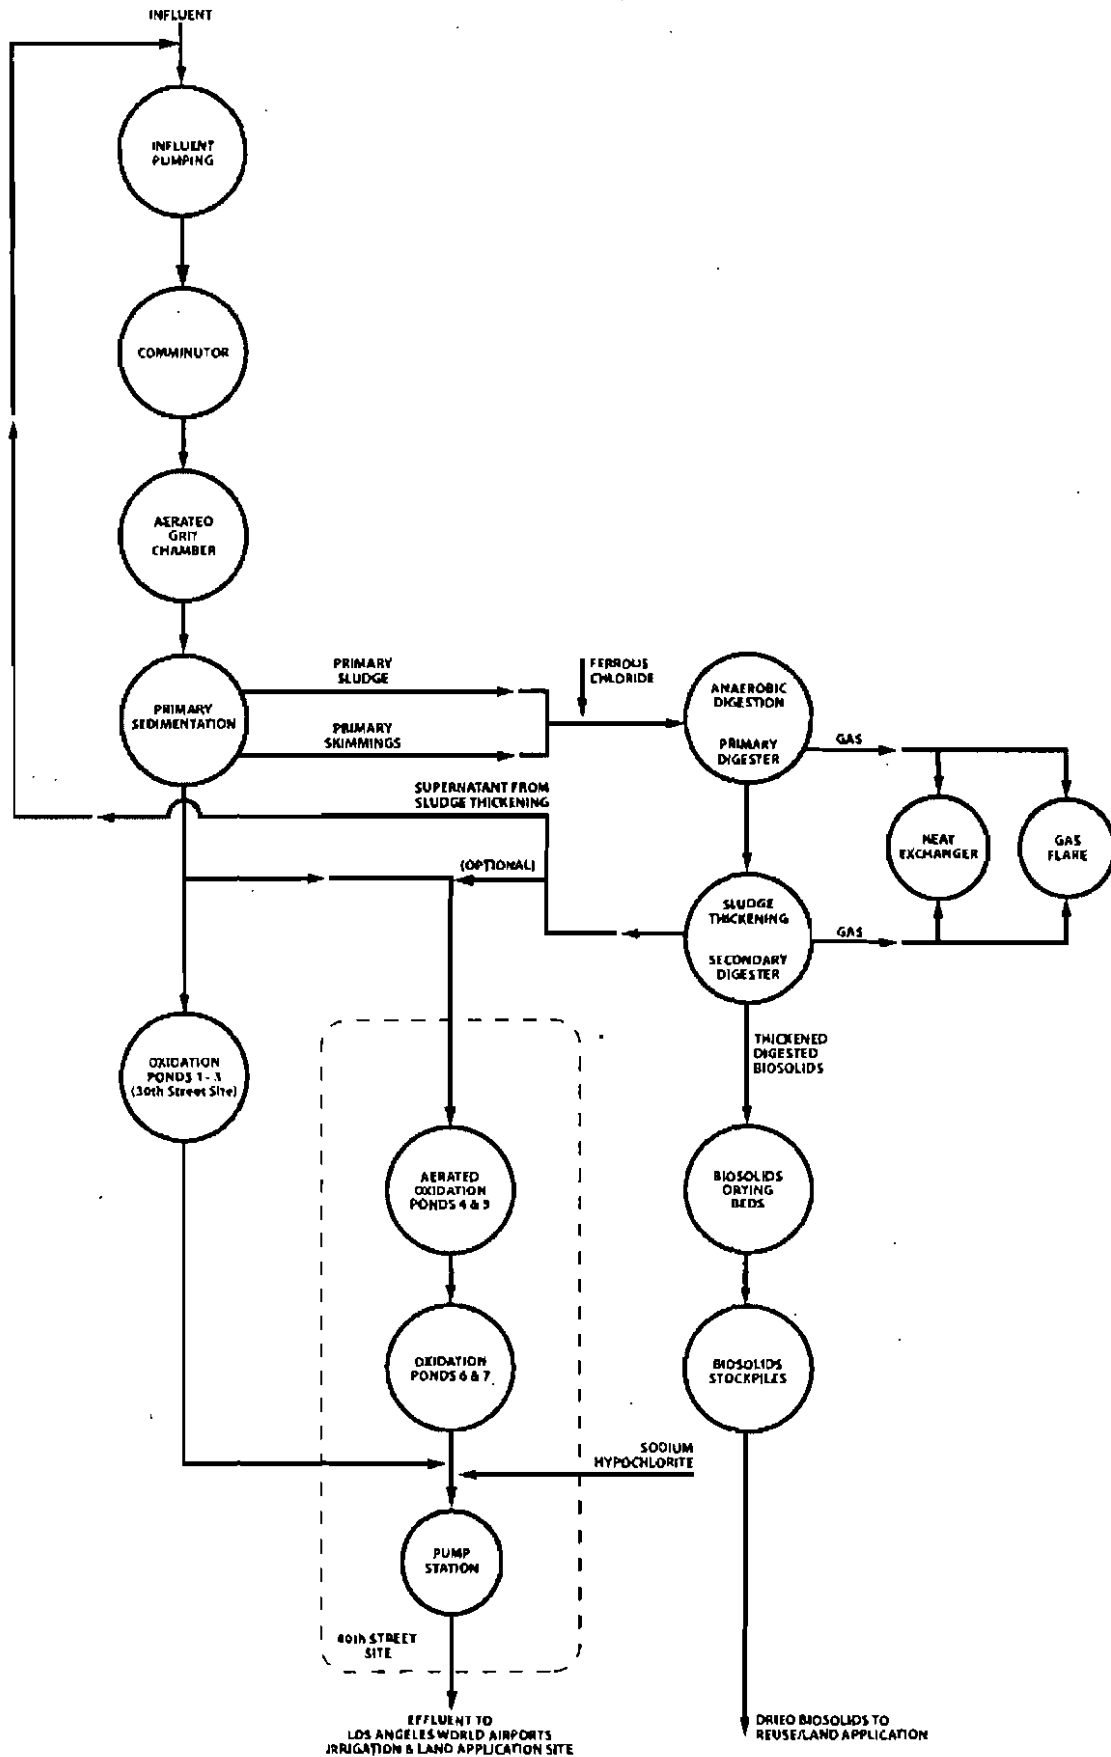 INFLUENT
INFLUENT
PUMPING
COMMINUTOR
AERATED
GRIT
CHAMBER
PRIMARY
SEDIMENTATION
PRIMARY
SLUDGE
PRIMARY
SKIMMINGS
FERROUS
CHLORIDE
ANAEROBIC
DIGESTION
PRIMARY
DIGESTER
GAS
SUPERNATANT FROM
SLUDGE THICKENING
(OPTIONAL)
HEAT
EXCHANGER
GAS
FLARE
SLUDGE
THICKENING
SECONDARY
DIGESTER
GAS
THICKENED
DIGESTED
BIOSOLIDS
OXIDATION
PONDS 1 - 3
(30th Street Site)
AERATED
OXIDATION
PONDS 4 & 5
BIOSOLIDS
DRYING
BEDS
OXIDATION
PONDS 6 & 7
BIOSOLIDS
STOCKPILES
SODIUM
HYPOCHLORITE
PUMP
STATION
40th STREET
SITE
EFFLUENT TO
LOS ANGELES WORLD AIRPORTS
IRRIGATION & LAND APPLICATION SITE
DRIED BIOSOLIDS TO
REUSE/LAND APPLICATION